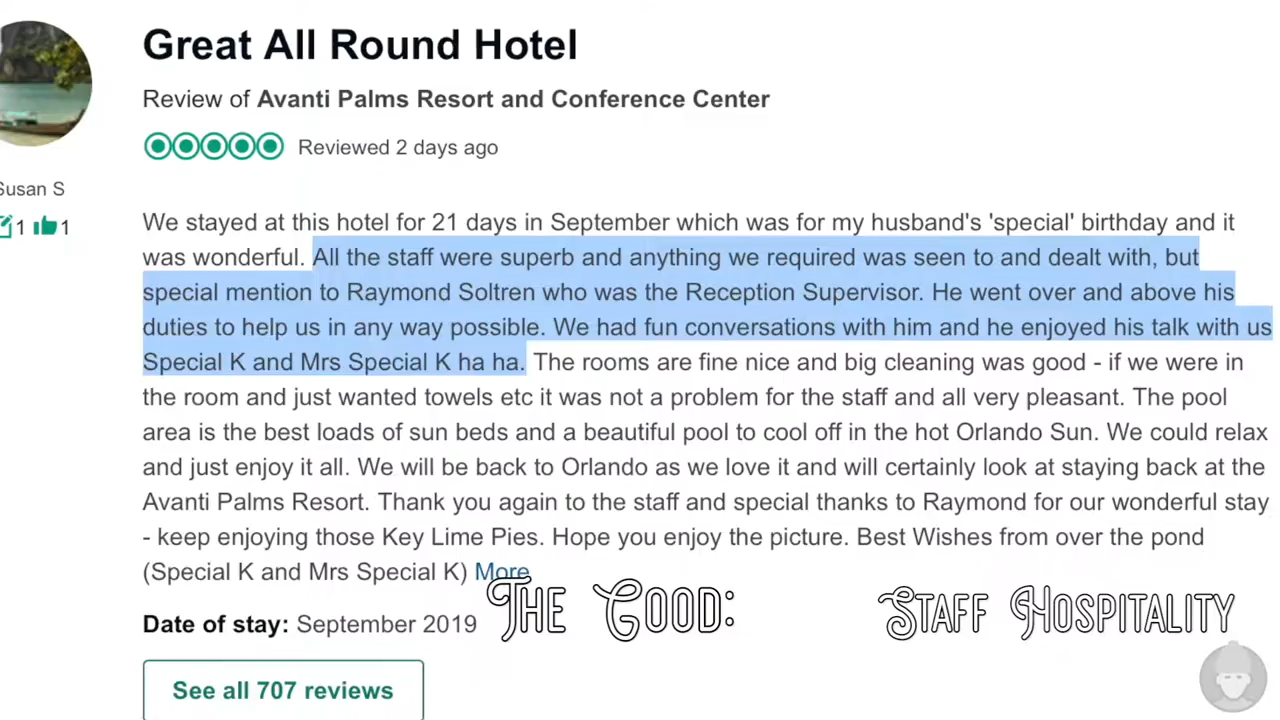 Great All Round Hotel
Review of Avanti Palms Resort and Conference Center
Reviewed 2 days ago
Susan S
1 1
We stayed at this hotel for 21 days in September which was for my husband's 'special' birthday and it
was wonderful. All the staff were superb and anything we required was seen to and dealt with, but
special mention to Raymond Soltren who was the Reception Supervisor. He went over and above his
duties to help us in any way possible. We had fun conversations with him and he enjoyed his talk with us
Special K and Mrs Special K ha ha. The rooms are fine nice and big cleaning was good - if we were in
the room and just wanted towels etc it was not a problem for the staff and all very pleasant. The pool
area is the best loads of sun beds and a beautiful pool to cool off in the hot Orlando Sun. We could relax
and just enjoy it all. We will be back to Orlando as we love it and will certainly look at staying back at the
Avanti Palms Resort. Thank you again to the staff and special thanks to Raymond for our wonderful stay
- keep enjoying those Key Lime Pies. Hope you enjoy the picture. Best Wishes from over the pond
(Special K and Mrs Special K) More
The Good: Staff Hospitality
Date of stay: September 2019
See all 707 reviews